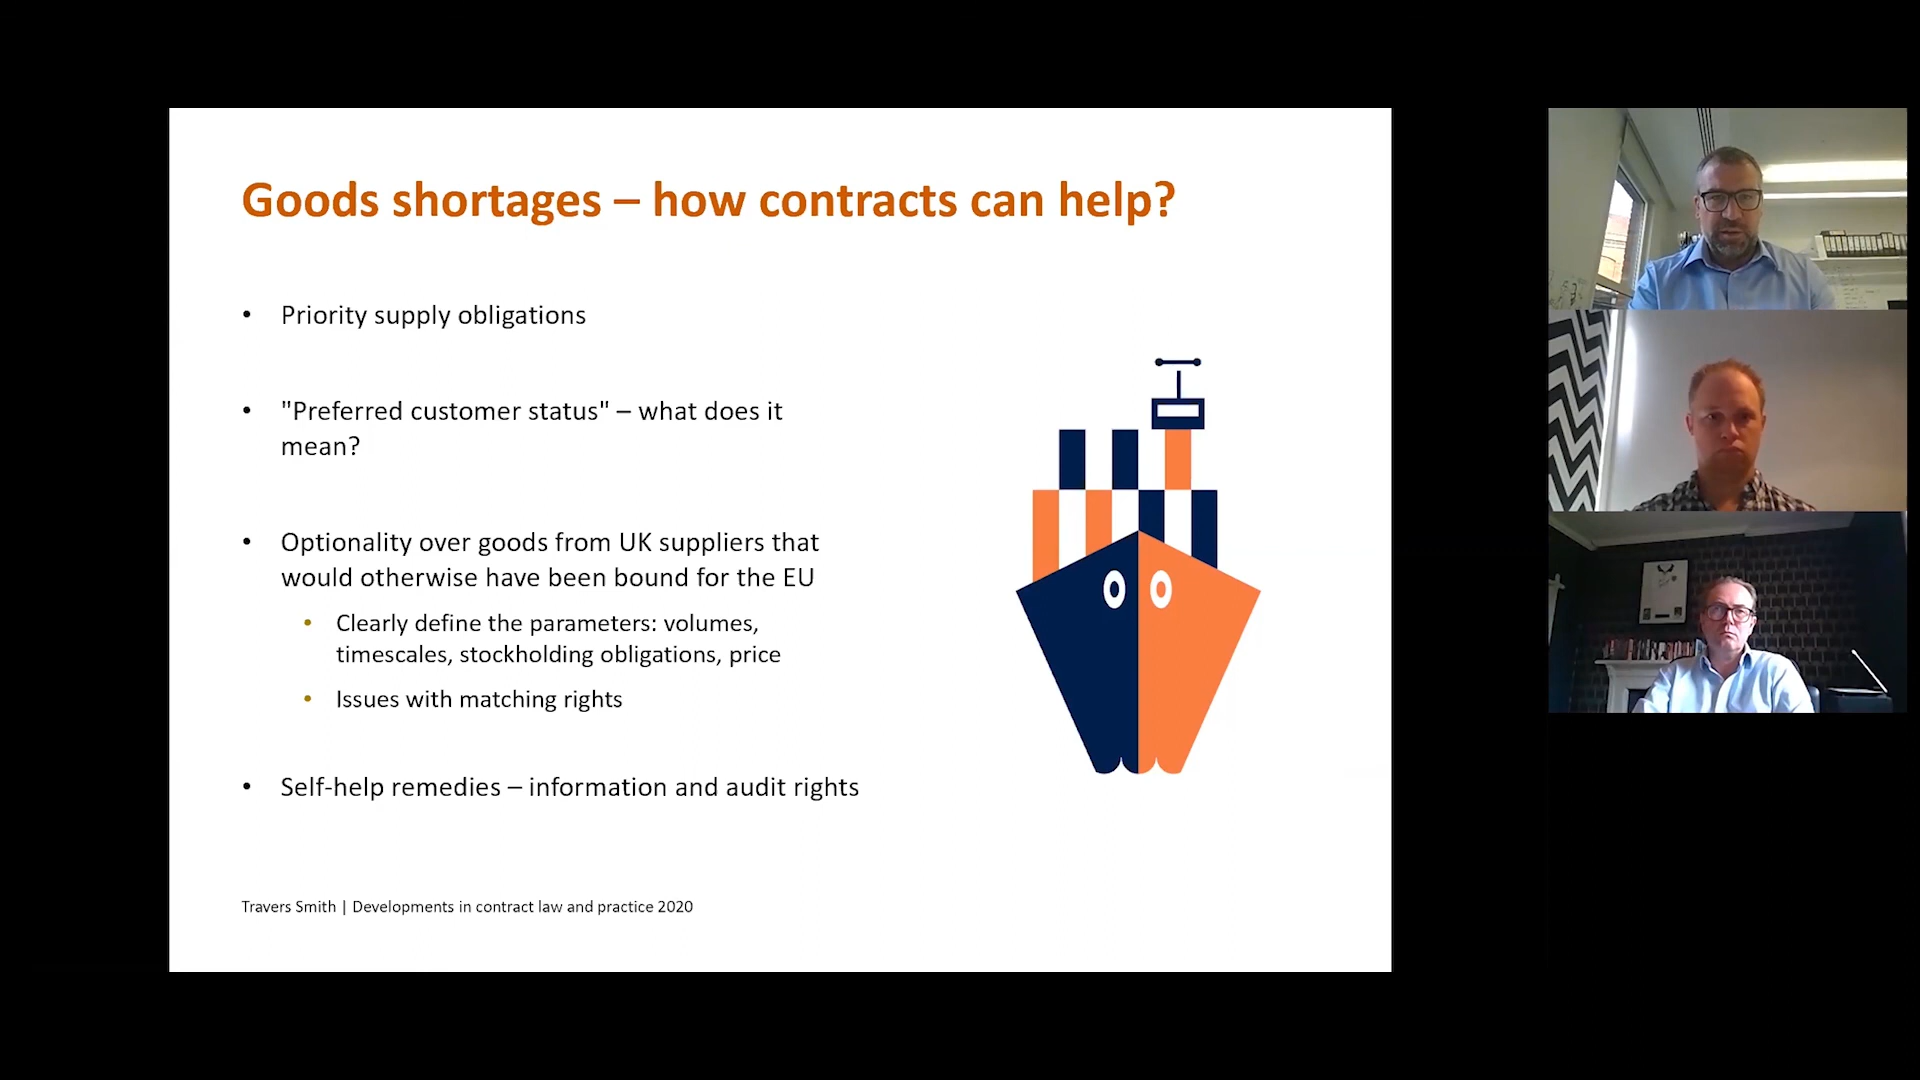 Goods shortages – how contracts can help?
• Priority supply obligations
• "Preferred customer status" – what does it
mean?
• Optionality over goods from UK suppliers that
would otherwise have been bound for the EU
• Clearly define the parameters: volumes,
timescales, stockholding obligations, price
• Issues with matching rights
• Self-help remedies – information and audit rights
Travers Smith | Developments in contract law and practice 2020